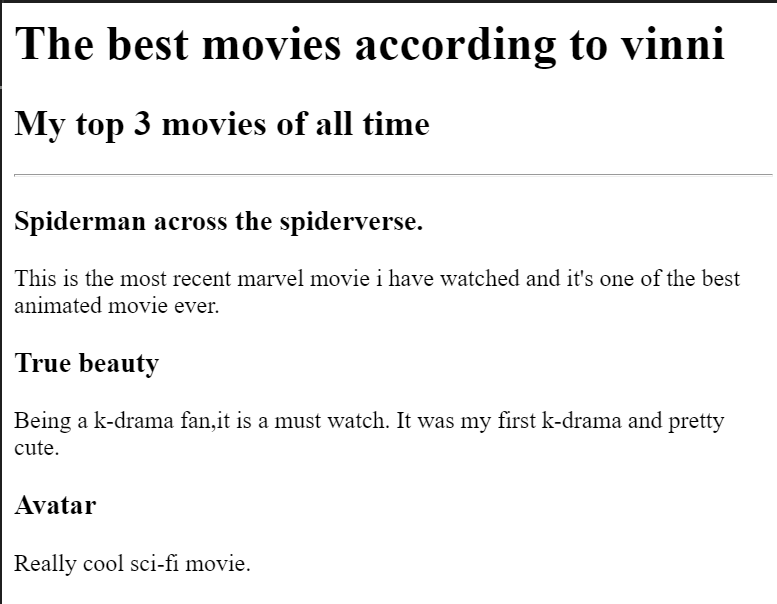 The best movies according to vinni
My top 3 movies of all time
Spiderman across the spiderverse.
This is the most recent marvel movie i have watched and it's one of the best
animated movie ever.
True beauty
Being a k-drama fan,it is a must watch. It was my first k-drama and pretty
cute.
Avatar
Really cool sci-fi movie.